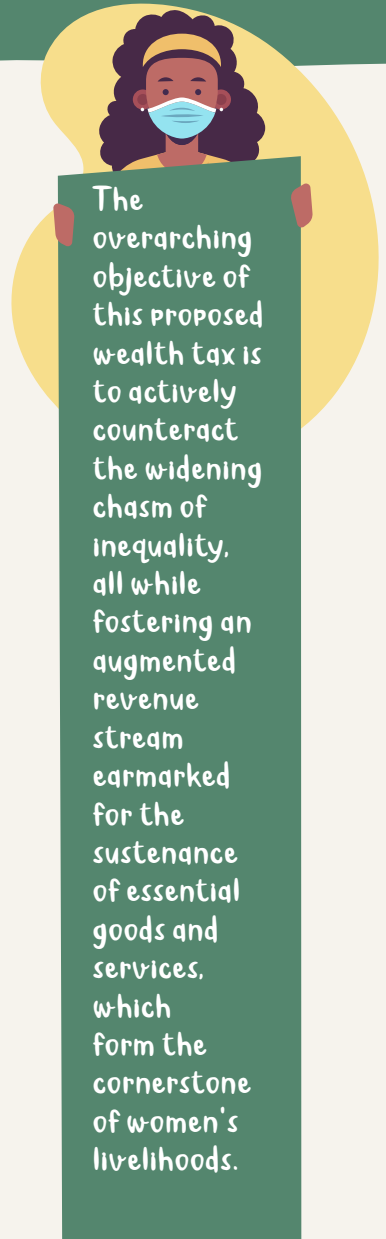 The
overarching
objective of
this proposed
wealth tax is
to actively
counteract
the widening
chasm of
inequality,
all while
fostering an
augmented
revenue
stream
earmarked
for the
sustenance
of essential
goods and
services,
which
form the
cornerstone
of women's
livelihoods.